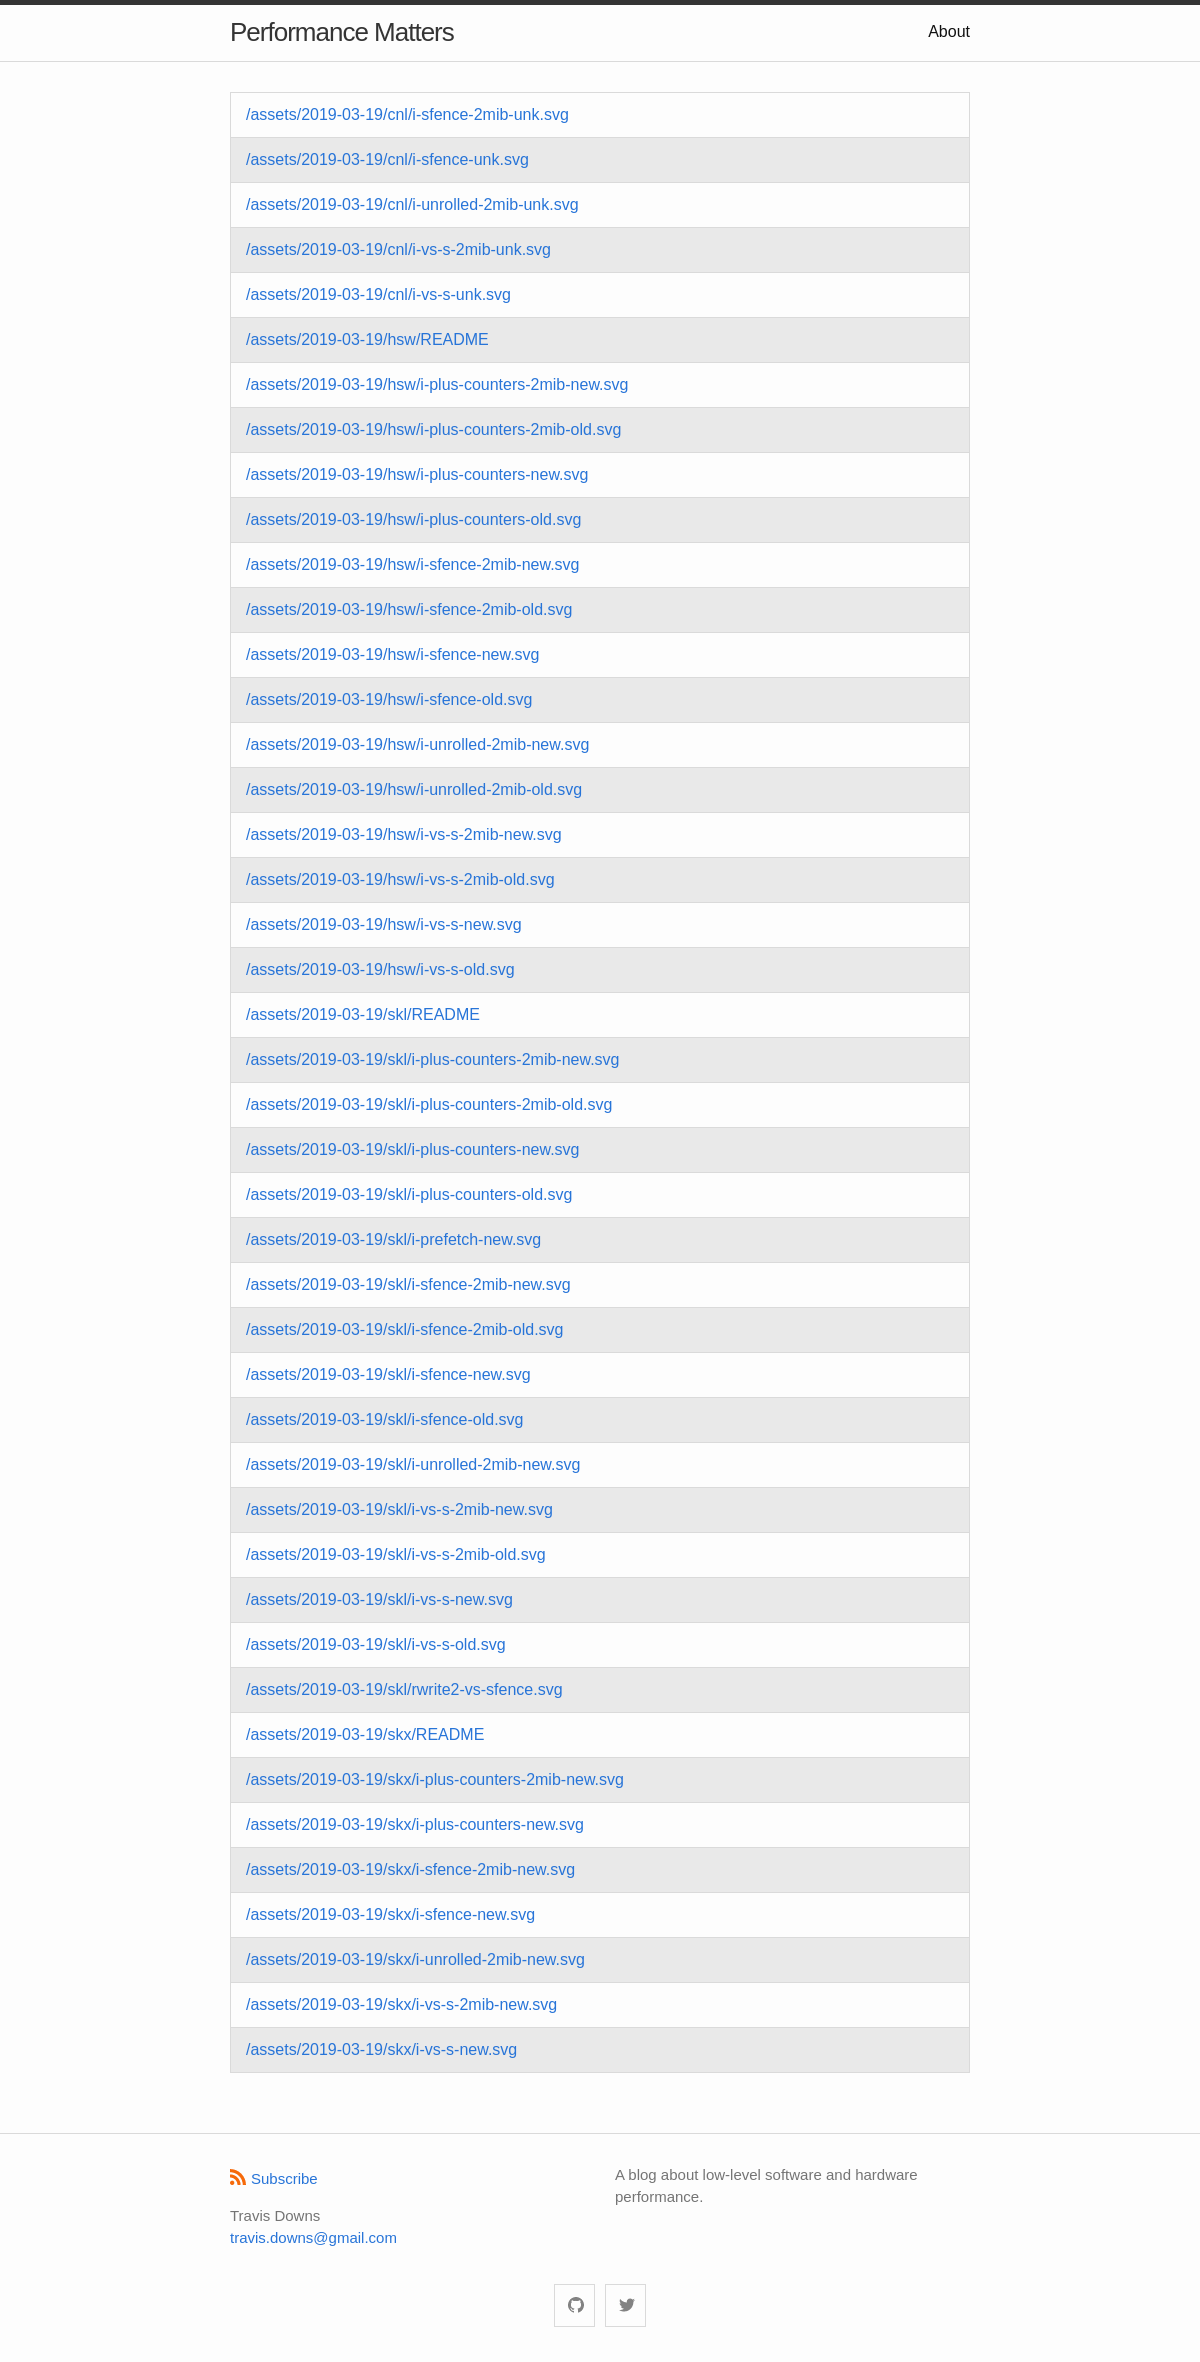 Performance Matters
About
/assets/2019-03-19/cnl/i-sfence-2mib-unk.svg
/assets/2019-03-19/cnl/i-sfence-unk.svg
/assets/2019-03-19/cnl/i-unrolled-2mib-unk.svg
/assets/2019-03-19/cnl/i-vs-s-2mib-unk.svg
/assets/2019-03-19/cnl/i-vs-s-unk.svg
/assets/2019-03-19/hsw/README
/assets/2019-03-19/hsw/i-plus-counters-2mib-new.svg
/assets/2019-03-19/hsw/i-plus-counters-2mib-old.svg
/assets/2019-03-19/hsw/i-plus-counters-new.svg
/assets/2019-03-19/hsw/i-plus-counters-old.svg
/assets/2019-03-19/hsw/i-sfence-2mib-new.svg
/assets/2019-03-19/hsw/i-sfence-2mib-old.svg
/assets/2019-03-19/hsw/i-sfence-new.svg
/assets/2019-03-19/hsw/i-sfence-old.svg
/assets/2019-03-19/hsw/i-unrolled-2mib-new.svg
/assets/2019-03-19/hsw/i-unrolled-2mib-old.svg
/assets/2019-03-19/hsw/i-vs-s-2mib-new.svg
/assets/2019-03-19/hsw/i-vs-s-2mib-old.svg
/assets/2019-03-19/hsw/i-vs-s-new.svg
/assets/2019-03-19/hsw/i-vs-s-old.svg
/assets/2019-03-19/skl/README
/assets/2019-03-19/skl/i-plus-counters-2mib-new.svg
/assets/2019-03-19/skl/i-plus-counters-2mib-old.svg
/assets/2019-03-19/skl/i-plus-counters-new.svg
/assets/2019-03-19/skl/i-plus-counters-old.svg
/assets/2019-03-19/skl/i-prefetch-new.svg
/assets/2019-03-19/skl/i-sfence-2mib-new.svg
/assets/2019-03-19/skl/i-sfence-2mib-old.svg
/assets/2019-03-19/skl/i-sfence-new.svg
/assets/2019-03-19/skl/i-sfence-old.svg
/assets/2019-03-19/skl/i-unrolled-2mib-new.svg
/assets/2019-03-19/skl/i-vs-s-2mib-new.svg
/assets/2019-03-19/skl/i-vs-s-2mib-old.svg
/assets/2019-03-19/skl/i-vs-s-new.svg
/assets/2019-03-19/skl/i-vs-s-old.svg
/assets/2019-03-19/skl/rwrite2-vs-sfence.svg
/assets/2019-03-19/skx/README
/assets/2019-03-19/skx/i-plus-counters-2mib-new.svg
/assets/2019-03-19/skx/i-plus-counters-new.svg
/assets/2019-03-19/skx/i-sfence-2mib-new.svg
/assets/2019-03-19/skx/i-sfence-new.svg
/assets/2019-03-19/skx/i-unrolled-2mib-new.svg
/assets/2019-03-19/skx/i-vs-s-2mib-new.svg
/assets/2019-03-19/skx/i-vs-s-new.svg
Subscribe
Travis Downs
travis.downs@gmail.com
A blog about low-level software and hardware
performance.